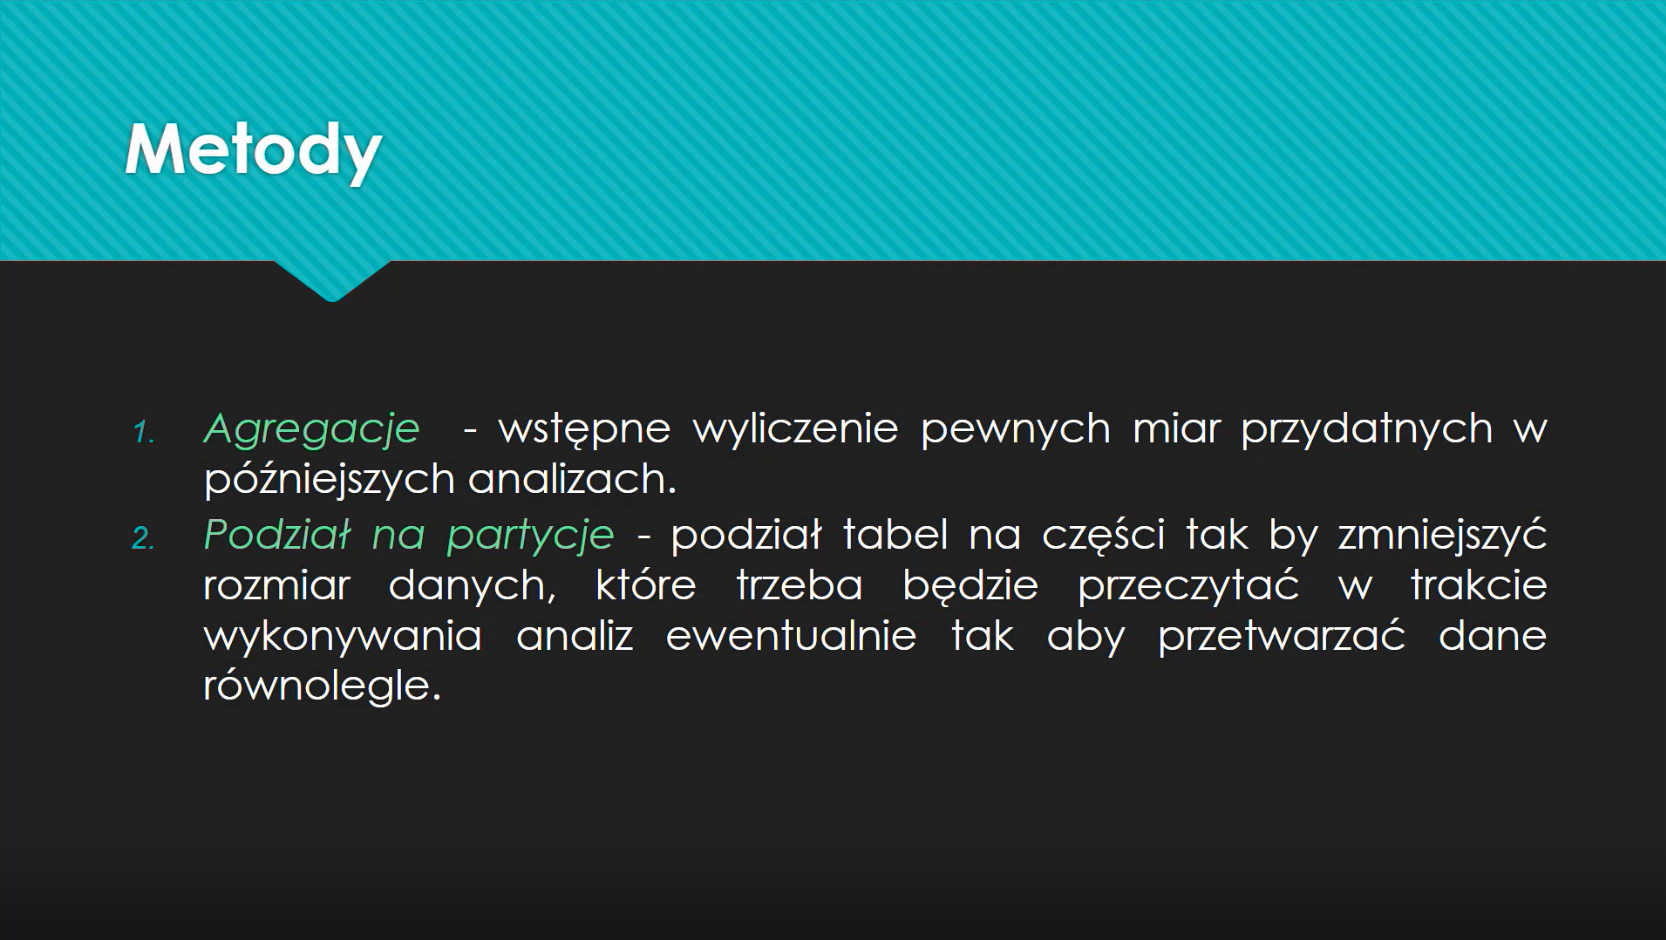 Metody
1. Agregacje - wstępne wyliczenie pewnych miar przydatnych w
późniejszych analizach.
2. Podział na partycje - podział tabel na części tak by zmniejszyć
rozmiar danych, które trzeba będzie przeczytać w trakcie
wykonywania analiz ewentualnie tak aby przetwarzać dane
równolegle.